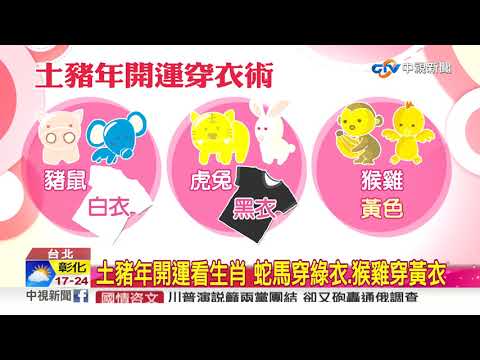 土豬年開運穿衣術
CTV 中視新聞
豬鼠
白衣
虎兔
黑衣
猴雞
黃色
台北
彰化
17-24
中視新聞 f
土豬年開運看生肖 蛇馬穿綠衣.猴雞穿黃衣
國情咨文 川普演說籲兩黨團結 卻又砲轟通俄調查